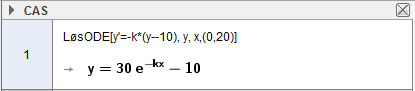 CAS
1
LøsODE[y'=-k*(y--10), y, x,(0,20)]
→ y = 30 e^–kx – 10